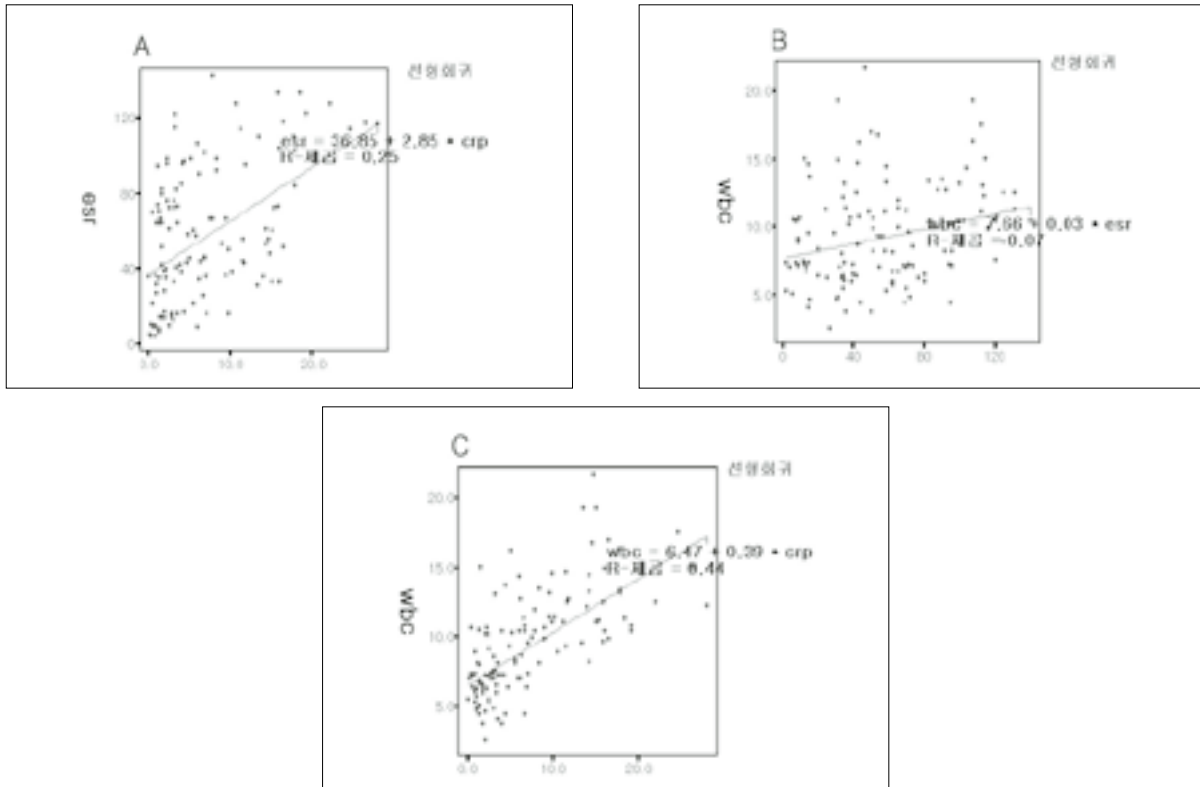 A
선형회귀
120
esr = 36.85 + 2.85 * crp
R-제곱 = 0.25
80
esr
40
0
0.0 10.0 20.0
B
선형회귀
20.0
15.0
wbc
10.0
wbc = 7.66 + 0.03 * esr
R-제곱 = 0.07
5.0
0 40 80 120
C
선형회귀
20.0
wbc = 6.47 + 0.39 * crp
15.0
R-제곱 = 0.44
wbc
10.0
5.0
0.0 10.0 20.0